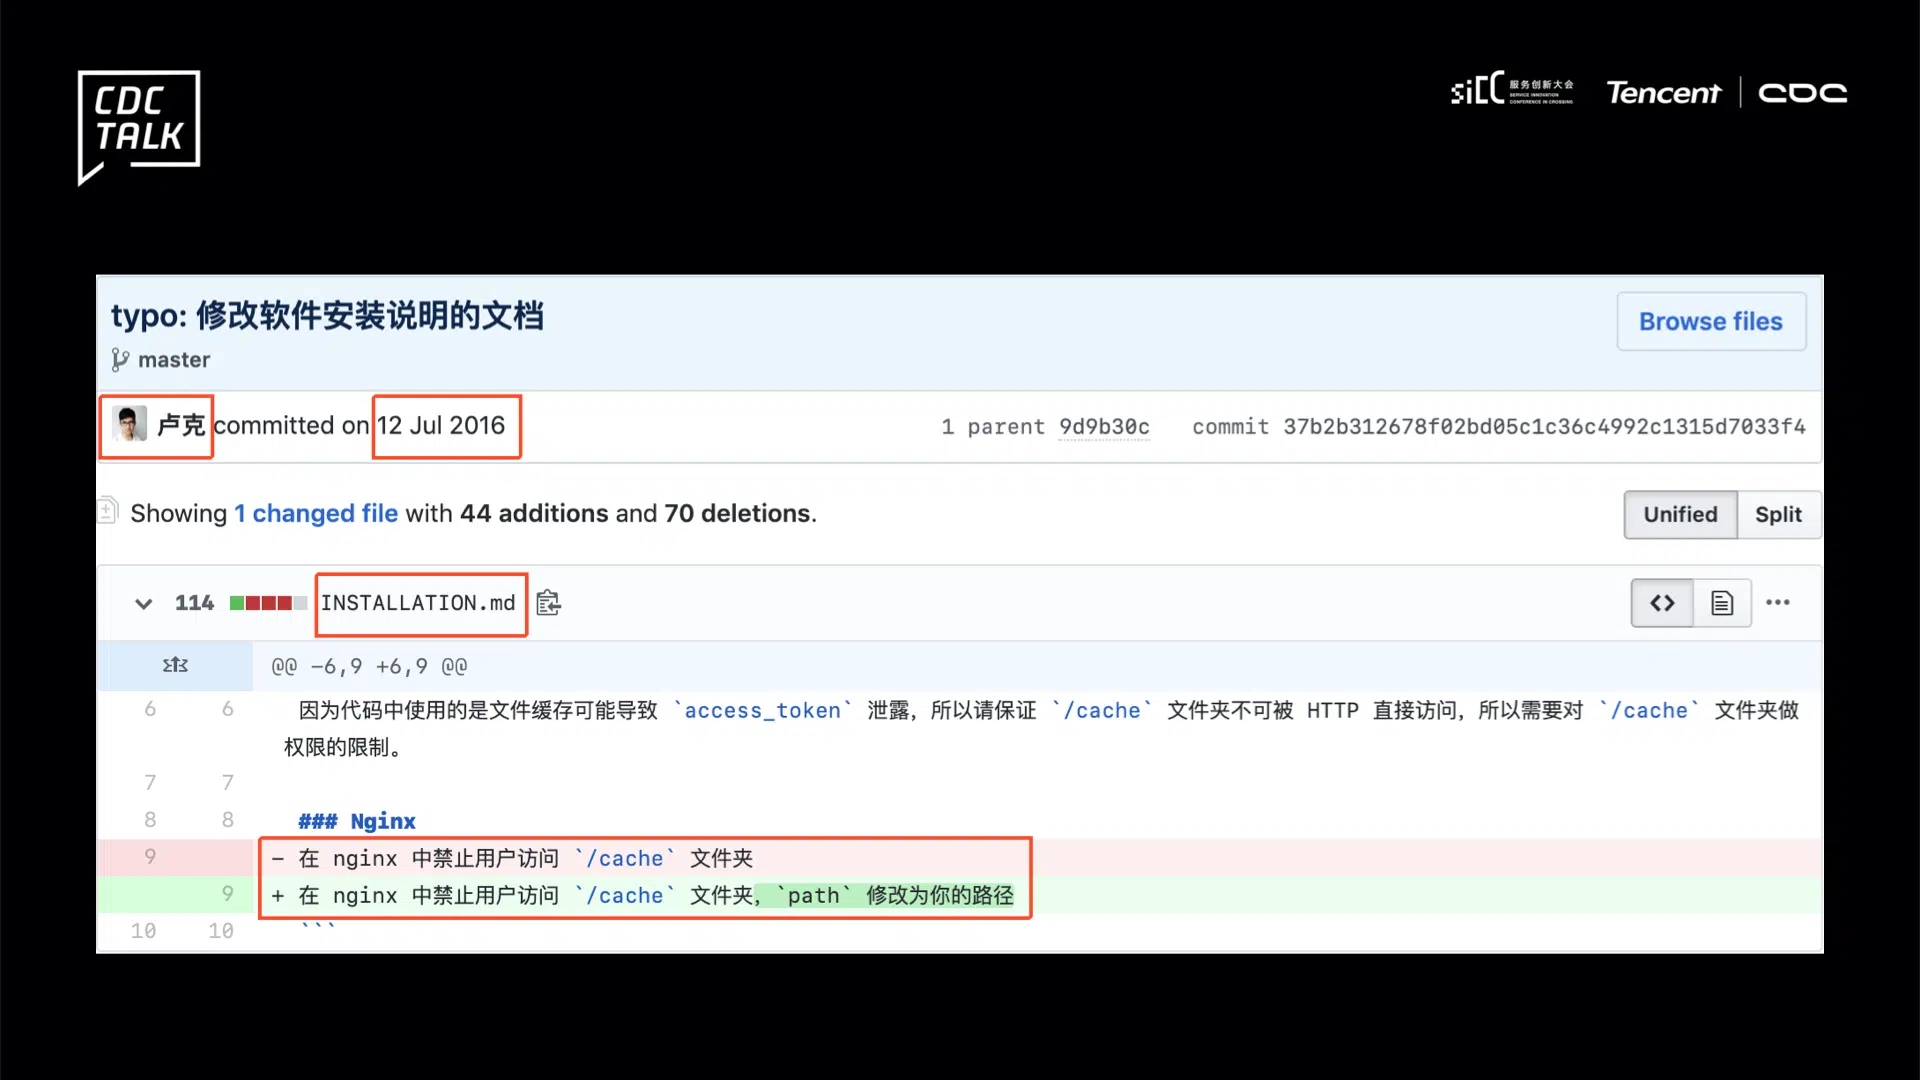 CDC
TALK
siCC 服务创新大会
SERVICE INNOVATION
CONFERENCE IN CROSSING
Tencent | CDC
typo: 修改软件安装说明的文档
Browse files
master
卢克 committed on 12 Jul 2016
1 parent 9d9b30c commit 37b2b312678f02bd05c1c36c4992c1315d7033f4
Showing 1 changed file with 44 additions and 70 deletions.
Unified Split
114 INSTALLATION.md
@@ -6,9 +6,9 @@
6 6 因为代码中使用的是文件缓存可能导致 `access_token` 泄露，所以请保证 `/cache` 文件夹不可被 HTTP 直接访问，所以需要对 `/cache` 文件夹做
权限的限制。
7 7
8 8 ### Nginx
9 - 在 nginx 中禁止用户访问 `/cache` 文件夹
9 + 在 nginx 中禁止用户访问 `/cache` 文件夹，`path` 修改为你的路径
10 10 ```